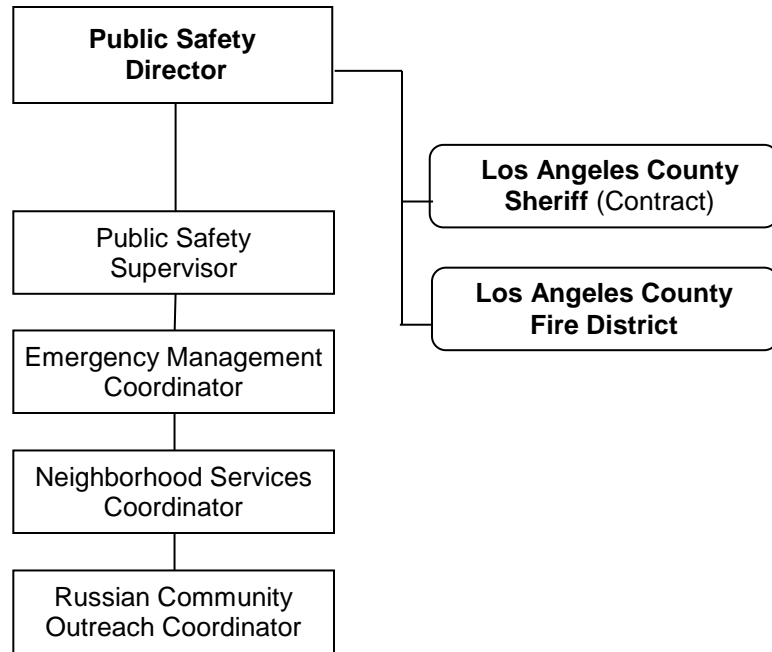 Public Safety
Director
Los Angeles County
Sheriff (Contract)
Public Safety
Supervisor
Los Angeles County
Fire District
Emergency Management
Coordinator
Neighborhood Services
Coordinator
Russian Community
Outreach Coordinator